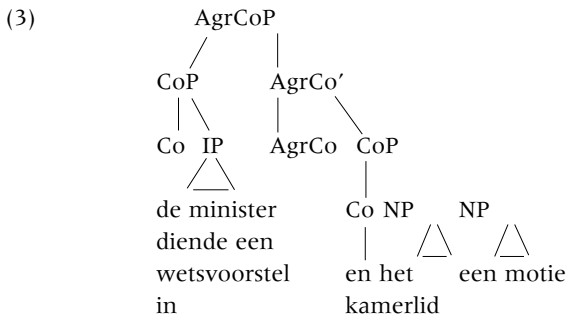 (3) AgrCoP
CoP AgrCo′
Co IP AgrCo CoP
de minister Co NP NP
diende een
wetsvoorstel en het een motie
in kamerlid